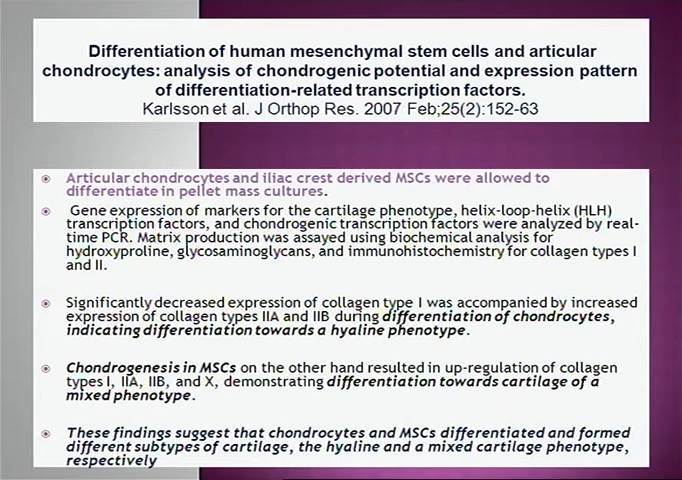 Differentiation of human mesenchymal stem cells and articular
chondrocytes: analysis of chondrogenic potential and expression pattern
of differentiation-related transcription factors.
Karlsson et al. J Orthop Res. 2007 Feb;25(2):152-63
Articular chondrocytes and iliac crest derived MSCs were allowed to
differentiate in pellet mass cultures.
Gene expression of markers for the cartilage phenotype, helix-loop-helix (HLH)
transcription factors, and chondrogenic transcription factors were analyzed by real-
time PCR. Matrix production was assayed using biochemical analysis for
hydroxyproline, glycosaminoglycans, and immunohistochemistry for collagen types I
and II.
Significantly decreased expression of collagen type I was accompanied by increased
expression of collagen types IIA and IIB during differentiation of chondrocytes,
indicating differentiation towards a hyaline phenotype.
Chondrogenesis in MSCs on the other hand resulted in up-regulation of collagen
types I, IIA, IIB, and X, demonstrating differentiation towards cartilage of a
mixed phenotype.
These findings suggest that chondrocytes and MSCs differentiated and formed
different subtypes of cartilage, the hyaline and a mixed cartilage phenotype,
respectively